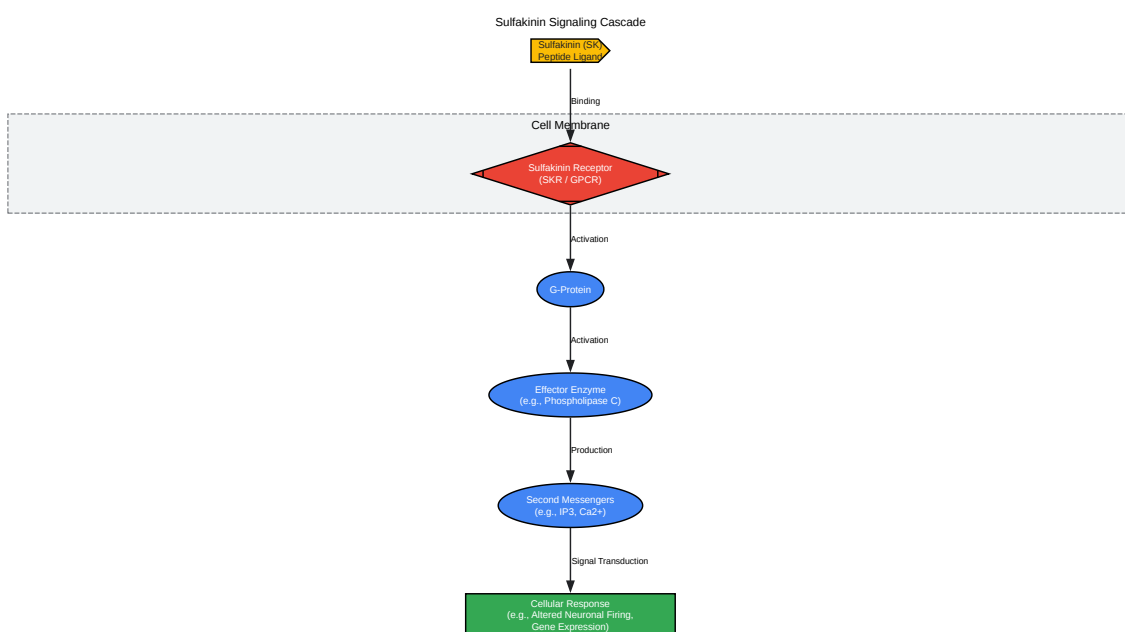 Sulfakinin Signaling Cascade
Sulfakinin (SK)
Peptide Ligand
Binding
Cell Membrane
Sulfakinin Receptor
(SKR / GPCR)
Activation
G-Protein
Activation
Effector Enzyme
(e.g., Phospholipase C)
Production
Second Messengers
(e.g., IP3, Ca2+)
Signal Transduction
Cellular Response
(e.g., Altered Neuronal Firing,
Gene Expression)